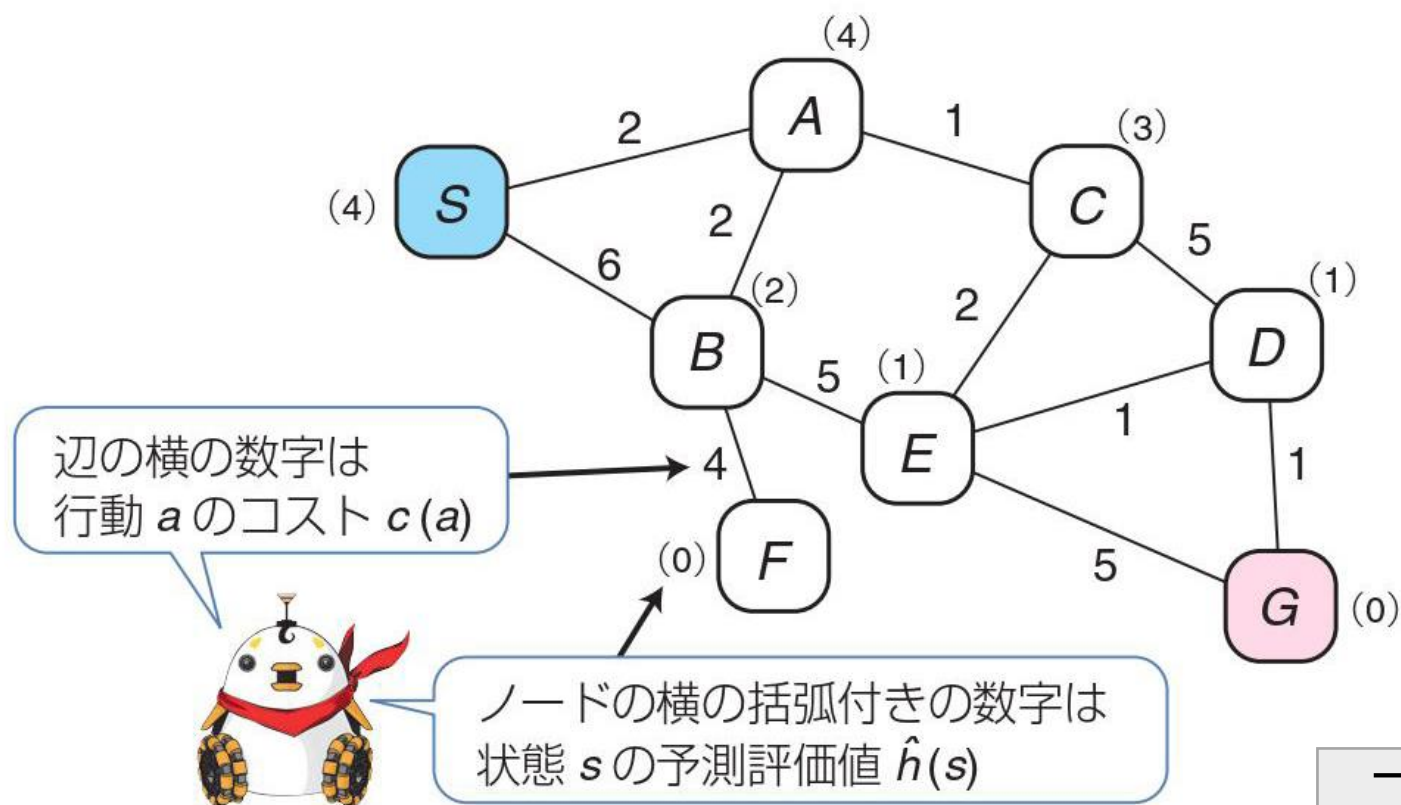 (4)
A
2
1
(3)
S
(4)
C
2
5
6
(2)
(1)
2
B
D
5
(1)
E
1
辺の横の数字は
行動 a のコスト c (a)
4
1
(0)
F
5
G
(0)
ノードの横の括弧付きの数字は
状態 s の予測評価値 ĥ (s)